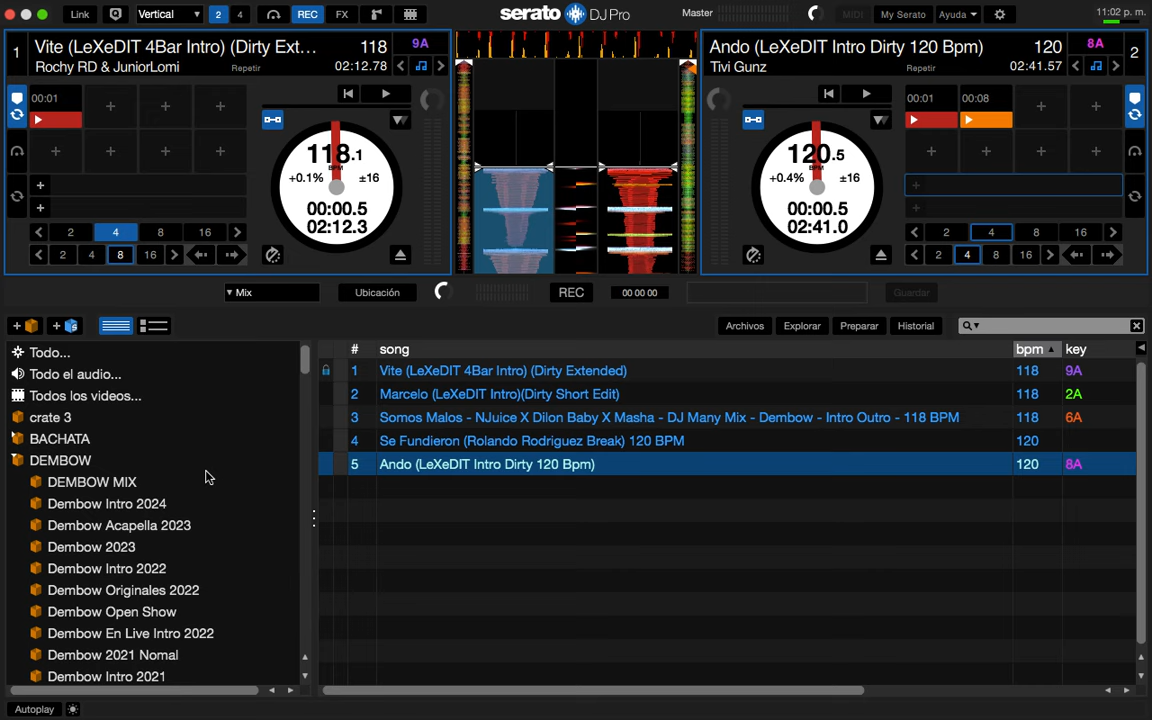 Link Vertical 2 4 REC FX serato DJ Pro Master MIDI My Serato Ayuda 11:02 p. m.
1 Vite (LeXeDIT 4Bar Intro) (Dirty Ext... 118 9A
Rochy RD & JuniorLomi Repetir 02:12.78
Ando (LeXeDIT Intro Dirty 120 Bpm) 120 8A 2
Tivi Gunz Repetir 02:41.57
00:01
118.1
BPM
+0.1% ±16
00:00.5
02:12.3
2 4 8 16
2 4 8 16
00:01 00:08
120.5
BPM
+0.4% ±16
00:00.5
02:41.0
2 4 8 16
2 4 8 16
Mix Ubicación REC 00 00 00 Guardar
Archivos Explorar Preparar Historial
Todo...
Todo el audio...
Todos los videos...
crate 3
BACHATA
DEMBOW
DEMBOW MIX
Dembow Intro 2024
Dembow Acapella 2023
Dembow 2023
Dembow Intro 2022
Dembow Originales 2022
Dembow Open Show
Dembow En Live Intro 2022
Dembow 2021 Nomal
Dembow Intro 2021
# song bpm key
1 Vite (LeXeDIT 4Bar Intro) (Dirty Extended) 118 9A
2 Marcelo (LeXeDIT Intro)(Dirty Short Edit) 118 2A
3 Somos Malos - NJuice X Dilon Baby X Masha - DJ Many Mix - Dembow - Intro Outro - 118 BPM 118 6A
4 Se Fundieron (Rolando Rodriguez Break) 120 BPM 120
5 Ando (LeXeDIT Intro Dirty 120 Bpm) 120 8A
Autoplay